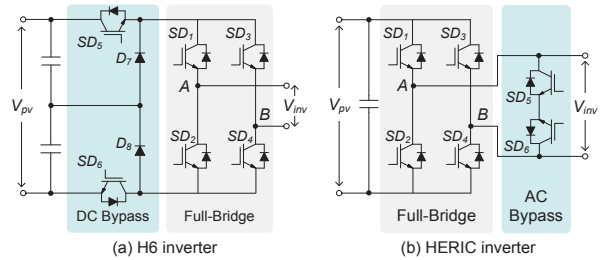 SD5
SD1
SD3
D7
A
B
Vpv
Vinv
D8
SD2
SD4
SD6
DC Bypass
Full-Bridge
(a) H6 inverter
SD1
SD3
A
B
Vpv
SD5
Vinv
SD6
SD2
SD4
Full-Bridge
AC
Bypass
(b) HERIC inverter